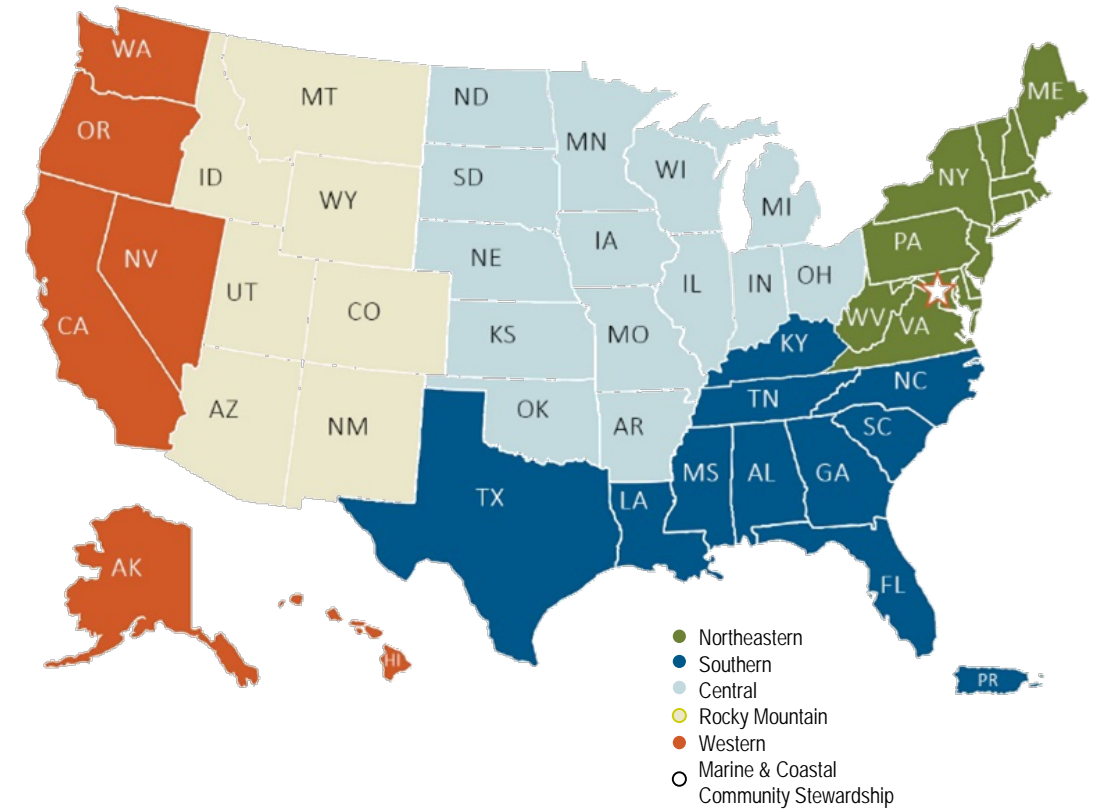 WA
MT
ND
MN
ME
OR
ID
SD
WI
NY
WY
MI
NV
NE
IA
PA
UT
CO
IL
IN
OH
CA
KS
MO
WV
VA
KY
AZ
NM
OK
AR
TN
NC
SC
TX
LA
MS
AL
GA
AK
FL
HI
PR
Northeastern
Southern
Central
Rocky Mountain
Western
Marine & Coastal
Community Stewardship